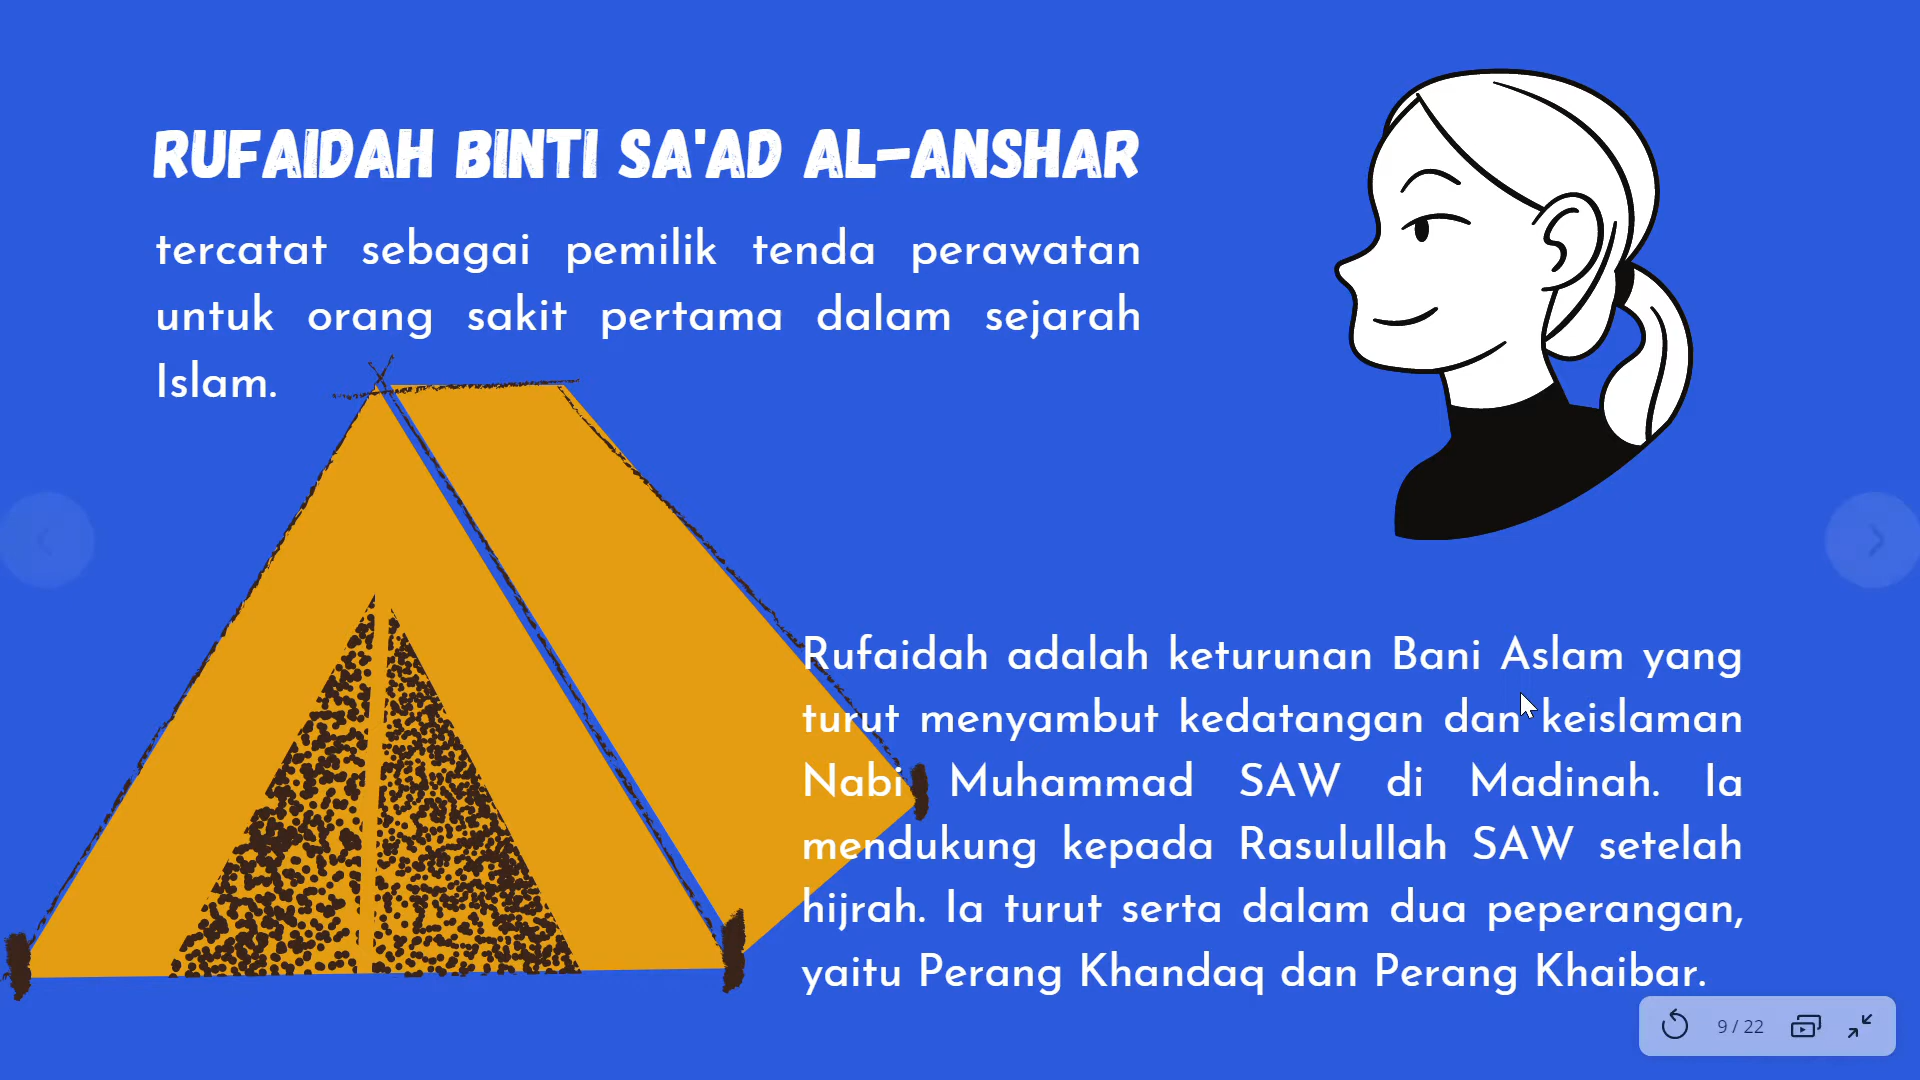 RUFAIDAH BINTI SA'AD AL-ANSHAR
tercatat sebagai pemilik tenda perawatan
untuk orang sakit pertama dalam sejarah
Islam.
Rufaidah adalah keturunan Bani Aslam yang
turut menyambut kedatangan dan keislaman
Nabi Muhammad SAW di Madinah. Ia
mendukung kepada Rasulullah SAW setelah
hijrah. Ia turut serta dalam dua peperangan,
yaitu Perang Khandaq dan Perang Khaibar.
9 / 22